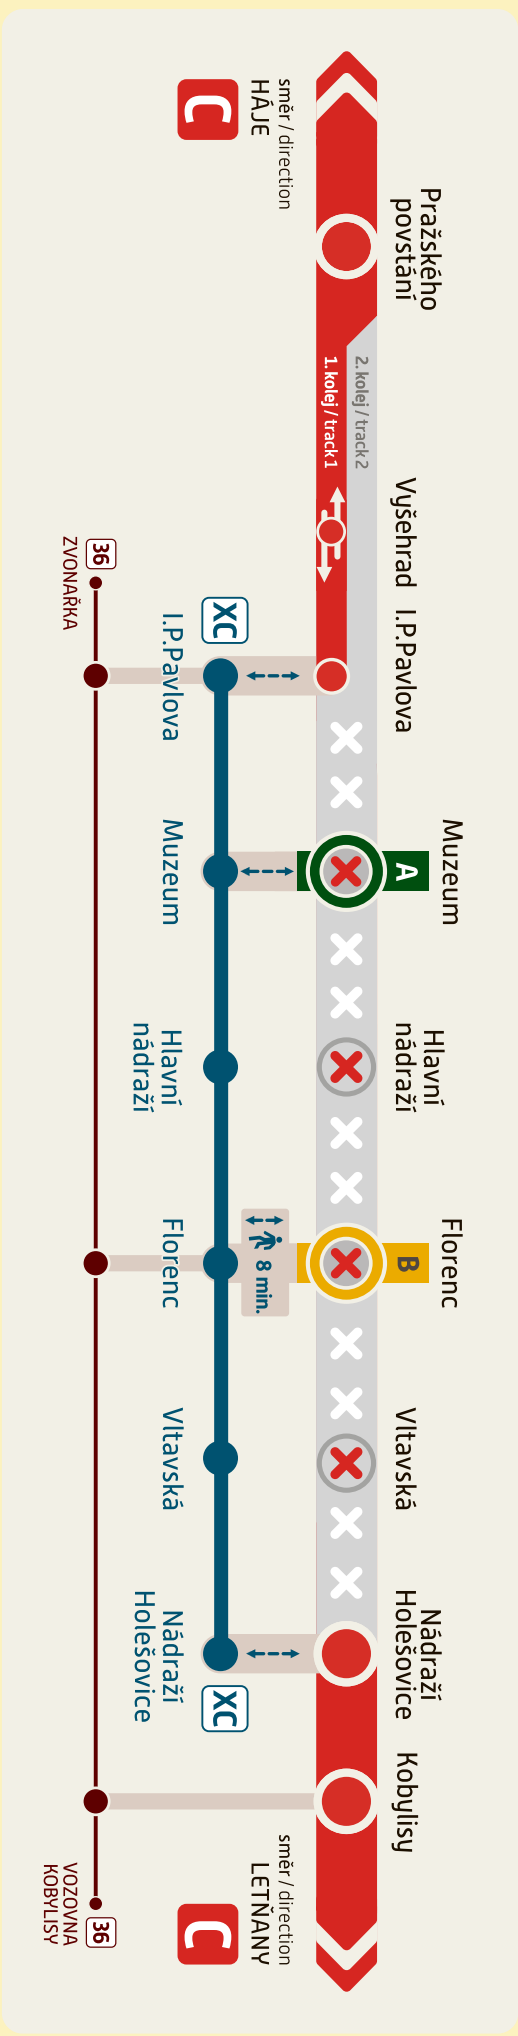 směr / direction
HÁJE
C
Pražského
povstání
2. kolej / track 2
1. kolej / track 1
Vyšehrad
I.P.Pavlova
Muzeum
A
Hlavní
nádraží
Florenc
B
Vltavská
Nádraží
Holešovice
Kobylisy
směr / direction
LETŇANY
C
XC
I.P.Pavlova
Muzeum
Hlavní
nádraží
8 min.
Florenc
Vltavská
Nádraží
Holešovice
XC
36
ZVONAŘKA
36
VOZOVNA
KOBYLISY